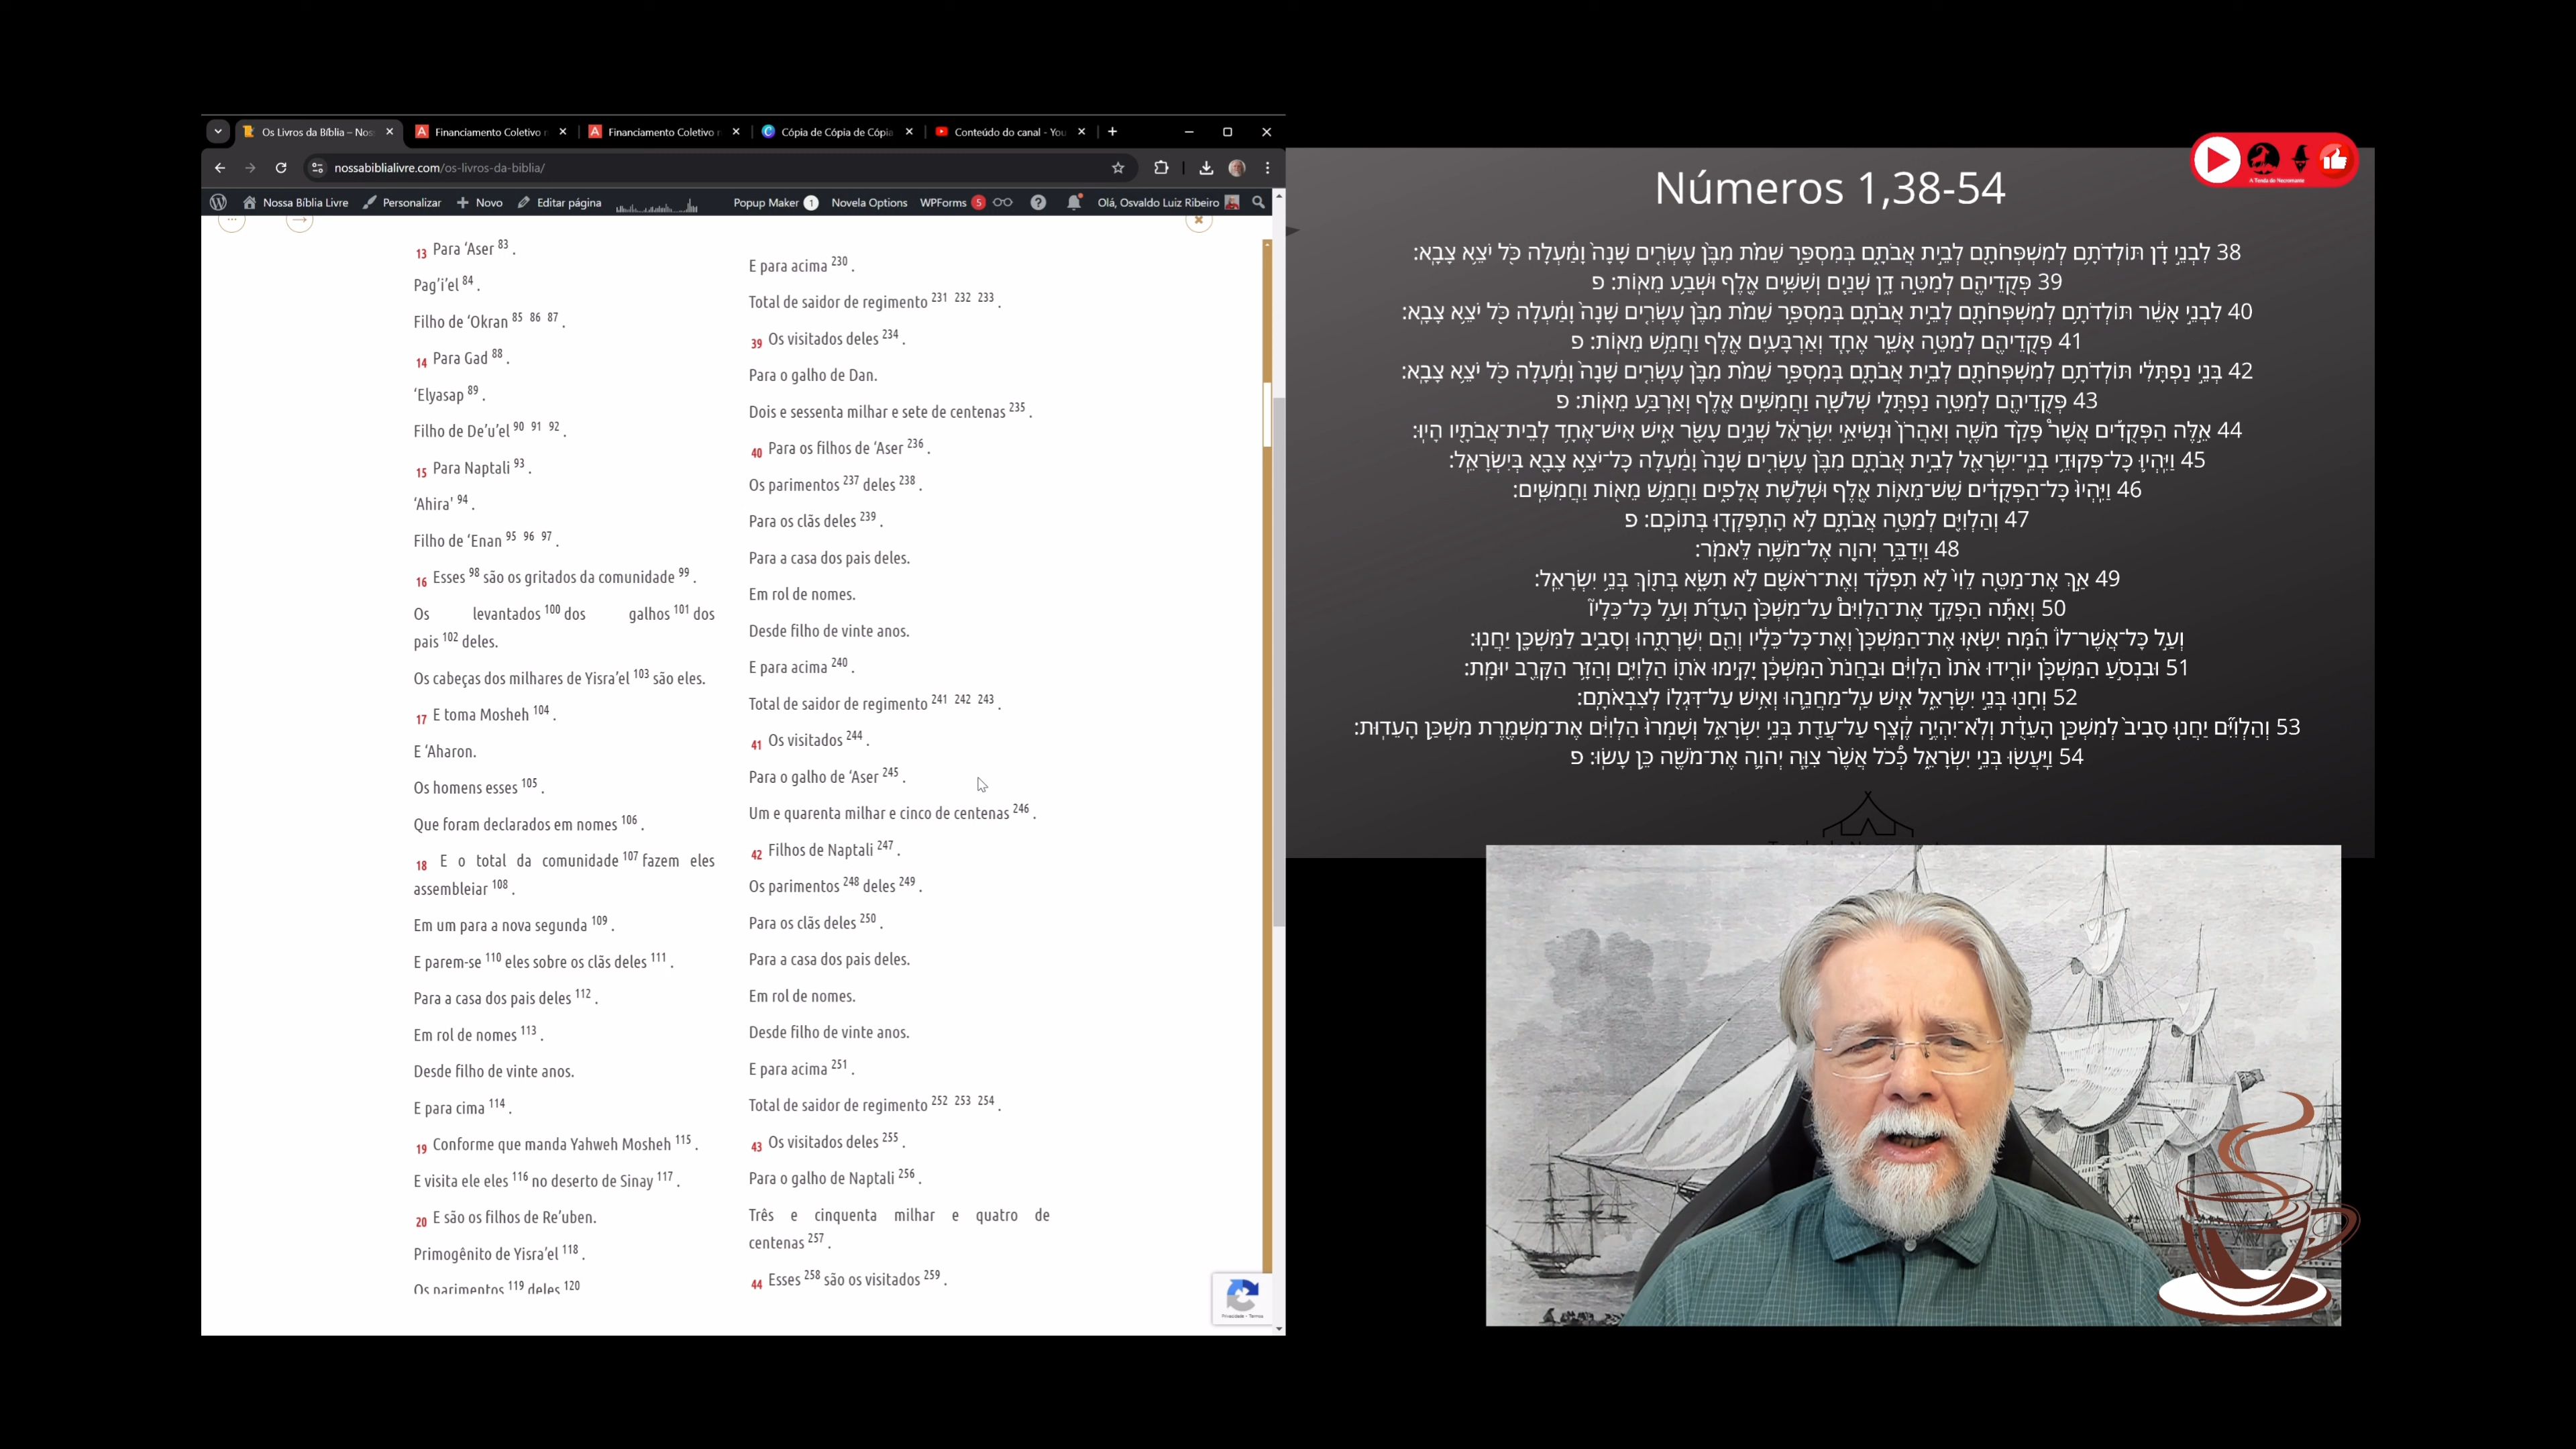 Os Livros da Bíblia – Nos
Financiamento Coletivo n
Financiamento Coletivo n
Cópia de Cópia de Cópia
Conteúdo do canal - You
nossabiblialivre.com/os-livros-da-biblia/
Nossa Bíblia Livre
Personalizar
Novo
Editar página
Popup Maker 1
Novela Options
WPForms 5
Olá, Osvaldo Luiz Ribeiro
13 Para ‘Aser 83 .
Pag’i’el 84 .
Filho de ‘Okran 85 86 87 .
14 Para Gad 88 .
‘Elyasap 89 .
Filho de De’u’el 90 91 92 .
15 Para Naptali 93 .
‘Ahira' 94 .
Filho de ‘Enan 95 96 97 .
16 Esses 98 são os gritados da comunidade 99 .
Os levantados 100 dos galhos 101 dos
pais 102 deles.
Os cabeças dos milhares de Yisra’el 103 são eles.
17 E toma Mosheh 104 .
E ‘Aharon.
Os homens esses 105 .
Que foram declarados em nomes 106 .
18 E o total da comunidade 107 fazem eles
assembleiar 108 .
Em um para a nova segunda 109 .
E parem-se 110 eles sobre os clãs deles 111 .
Para a casa dos pais deles 112 .
Em rol de nomes 113 .
Desde filho de vinte anos.
E para cima 114 .
19 Conforme que manda Yahweh Mosheh 115 .
E visita ele eles 116 no deserto de Sinay 117 .
20 E são os filhos de Re’uben.
Primogênito de Yisra’el 118 .
Os parimentos 119 deles 120
E para acima 230 .
Total de saidor de regimento 231 232 233 .
39 Os visitados deles 234 .
Para o galho de Dan.
Dois e sessenta milhar e sete de centenas 235 .
40 Para os filhos de ‘Aser 236 .
Os parimentos 237 deles 238 .
Para os clãs deles 239 .
Para a casa dos pais deles.
Em rol de nomes.
Desde filho de vinte anos.
E para acima 240 .
Total de saidor de regimento 241 242 243 .
41 Os visitados 244 .
Para o galho de ‘Aser 245 .
Um e quarenta milhar e cinco de centenas 246 .
42 Filhos de Naptali 247 .
Os parimentos 248 deles 249 .
Para os clãs deles 250 .
Para a casa dos pais deles.
Em rol de nomes.
Desde filho de vinte anos.
E para acima 251 .
Total de saidor de regimento 252 253 254 .
43 Os visitados deles 255 .
Para o galho de Naptali 256 .
Três e cinquenta milhar e quatro de
centenas 257 .
44 Esses 258 são os visitados 259 .
Privacidade - Termos
A Tenda do Necromante
Números 1,38-54
38 לִבְנֵ֣י דָ֔ן תּוֹלְדֹתָ֥ם לְמִשְׁפְּחֹתָ֖ם לְבֵ֣ית אֲבֹתָ֑ם בְּמִסְפַּ֣ר שֵׁמֹ֗ת מִבֶּ֨ן עֶשְׂרִ֤ים שָׁנָה֙ וָמַ֔עְלָה כֹּ֖ל יֹצֵ֥א צָבָֽא׃
39 פְּקֻדֵיהֶ֖ם לְמַטֵּ֣ה דָ֑ן שְׁנַ֧יִם וְשִׁשִּׁ֛ים אֶ֖לֶף וּשְׁבַ֥ע מֵאֽוֹת׃ פ
40 לִבְנֵ֣י אָשֵׁ֔ר תּוֹלְדֹתָ֥ם לְמִשְׁפְּחֹתָ֖ם לְבֵ֣ית אֲבֹתָ֑ם בְּמִסְפַּ֣ר שֵׁמֹ֗ת מִבֶּ֨ן עֶשְׂרִ֤ים שָׁנָה֙ וָמַ֔עְלָה כֹּ֖ל יֹצֵ֥א צָבָֽא׃
41 פְּקֻדֵיהֶ֖ם לְמַטֵּ֣ה אָשֵׁ֑ר אֶחָ֧ד וְאַרְבָּעִ֛ים אֶ֖לֶף וַחֲמֵ֥שׁ מֵאֽוֹת׃ פ
42 בְּנֵ֣י נַפְתָּלִ֔י תּוֹלְדֹתָ֥ם לְמִשְׁפְּחֹתָ֖ם לְבֵ֣ית אֲבֹתָ֑ם בְּמִסְפַּ֣ר שֵׁמֹ֗ת מִבֶּ֨ן עֶשְׂרִ֤ים שָׁנָה֙ וָמַ֔עְלָה כֹּ֖ל יֹצֵ֥א צָבָֽא׃
43 פְּקֻדֵיהֶ֖ם לְמַטֵּ֣ה נַפְתָּלִ֑י שְׁלֹשָׁ֧ה וַחֲמִשִּׁ֛ים אֶ֖לֶף וְאַרְבַּ֥ע מֵאֽוֹת׃ פ
44 אֵ֣לֶּה הַפְּקֻדִ֡ים אֲשֶׁר֩ פָּקַ֨ד מֹשֶׁ֤ה וְאַהֲרֹן֙ וּנְשִׂיאֵ֣י יִשְׂרָאֵ֔ל שְׁנֵ֥ים עָשָׂ֖ר אִ֑ישׁ אִישׁ־אֶחָ֥ד לְבֵית־אֲבֹתָ֖יו הָיֽוּ׃
45 וַיִּֽהְי֛וּ כָּל־פְּקוּדֵ֥י בְנֵֽי־יִשְׂרָאֵ֖ל לְבֵ֣ית אֲבֹתָ֑ם מִבֶּ֨ן עֶשְׂרִ֤ים שָׁנָה֙ וָמַ֔עְלָה כָּל־יֹצֵ֥א צָבָ֖א בְּיִשְׂרָאֵֽל׃
46 וַיִּֽהְיוּ֙ כָּל־הַפְּקֻדִ֔ים שֵׁשׁ־מֵא֥וֹת אֶ֖לֶף וּשְׁלֹ֣שֶׁת אֲלָפִ֑ים וַחֲמֵ֥שׁ מֵא֖וֹת וַחֲמִשִּֽׁים׃
47 וְהַלְוִיִּ֖ם לְמַטֵּ֣ה אֲבֹתָ֑ם לֹ֥א הָתְפָּקְד֖וּ בְּתוֹכָֽם׃ פ
48 וַיְדַבֵּ֥ר יְהוָ֖ה אֶל־מֹשֶׁ֥ה לֵּאמֹֽר׃
49 אַ֣ךְ אֶת־מַטֵּ֤ה לֵוִי֙ לֹ֣א תִפְקֹ֔ד וְאֶת־רֹאשָׁ֖ם לֹ֣א תִשָּׂ֑א בְּת֖וֹךְ בְּנֵ֥י יִשְׂרָאֵֽל׃
50 וְאַתָּ֡ה הַפְקֵ֣ד אֶת־הַלְוִיִּם֩ עַל־מִשְׁכַּ֨ן הָעֵדֻ֜ת וְעַ֣ל כָּל־כֵּלָיו֮
וְעַ֣ל כָּל־אֲשֶׁר־לוֹ֒ הֵ֜מָּה יִשְׂא֤וּ אֶת־הַמִּשְׁכָּן֙ וְאֶת־כָּל־כֵּלָ֔יו וְהֵ֖ם יְשָׁרְתֻ֑הוּ וְסָבִ֥יב לַמִּשְׁכָּ֖ן יַחֲנֽוּ׃
51 וּבִנְסֹ֣עַ הַמִּשְׁכָּ֗ן יוֹרִ֤ידוּ אֹתוֹ֙ הַלְוִיִּ֔ם וּבַחֲנֹת֙ הַמִּשְׁכָּ֔ן יָקִ֥ימוּ אֹת֖וֹ הַלְוִיִּ֑ם וְהַזָּ֥ר הַקָּרֵ֖ב יוּמָֽת׃
52 וְחָנ֖וּ בְּנֵ֣י יִשְׂרָאֵ֑ל אִ֧ישׁ עַֽל־מַחֲנֵ֛הוּ וְאִ֥ישׁ עַל־דִּגְל֖וֹ לְצִבְאֹתָֽם׃
53 וְהַלְוִיִּ֞ם יַחֲנ֤וּ סָבִיב֙ לְמִשְׁכַּ֣ן הָעֵדֻ֔ת וְלֹֽא־יִהְיֶ֣ה קֶ֔צֶף עַל־עֲדַ֖ת בְּנֵ֣י יִשְׂרָאֵ֑ל וְשָׁמְרוּ֙ הַלְוִיִּ֔ם אֶת־מִשְׁמֶ֖רֶת מִשְׁכַּ֥ן הָעֵדֽוּת׃
54 וַֽיַּעֲשׂ֖וּ בְּנֵ֣י יִשְׂרָאֵ֑ל כְּ֠כֹל אֲשֶׁ֨ר צִוָּ֧ה יְהוָ֛ה אֶת־מֹשֶׁ֖ה כֵּ֥ן עָשֽׂוּ׃ פ